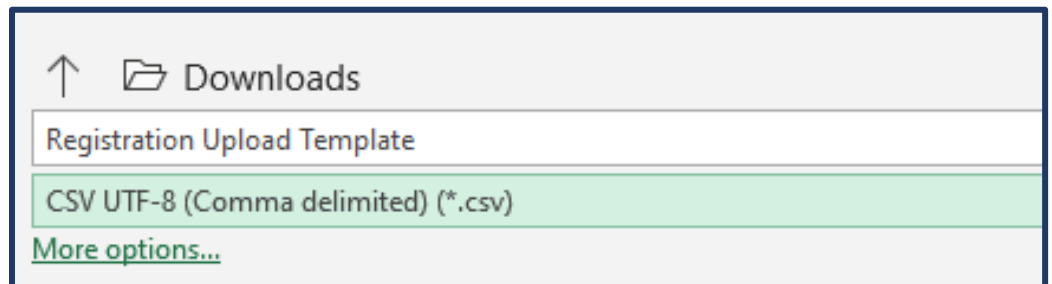 Downloads
Registration Upload Template
CSV UTF-8 (Comma delimited) (*.csv)
More options...